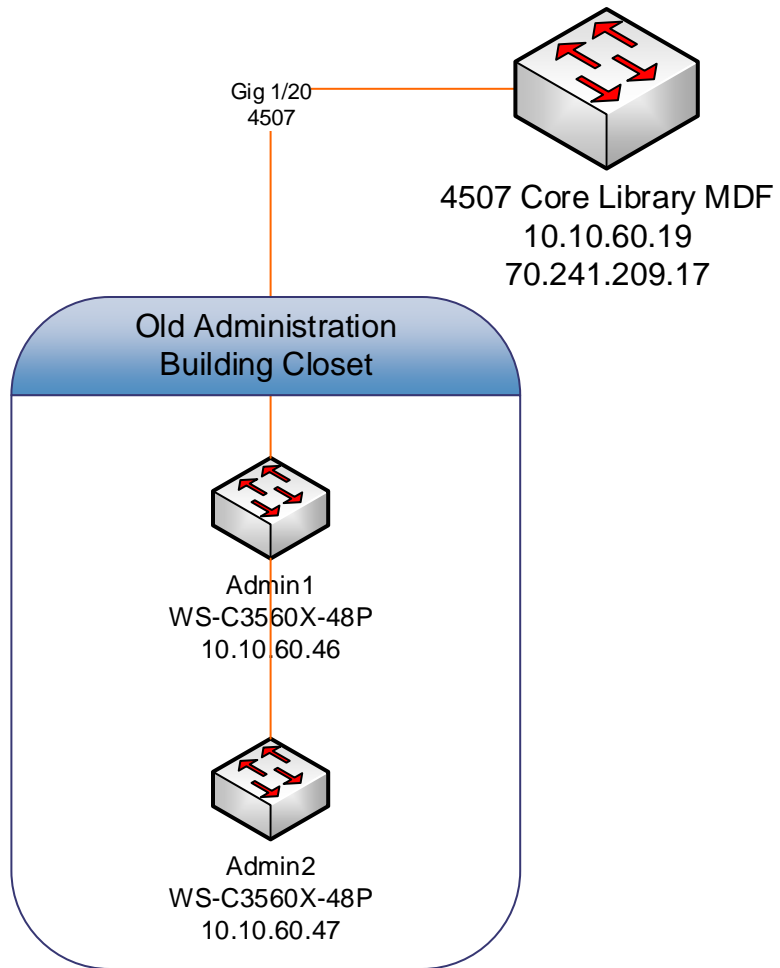 Gig 1/20
4507
4507 Core Library MDF
10.10.60.19
70.241.209.17
Old Administration
Building Closet
Admin1
WS-C3560X-48P
10.10.60.46
Admin2
WS-C3560X-48P
10.10.60.47